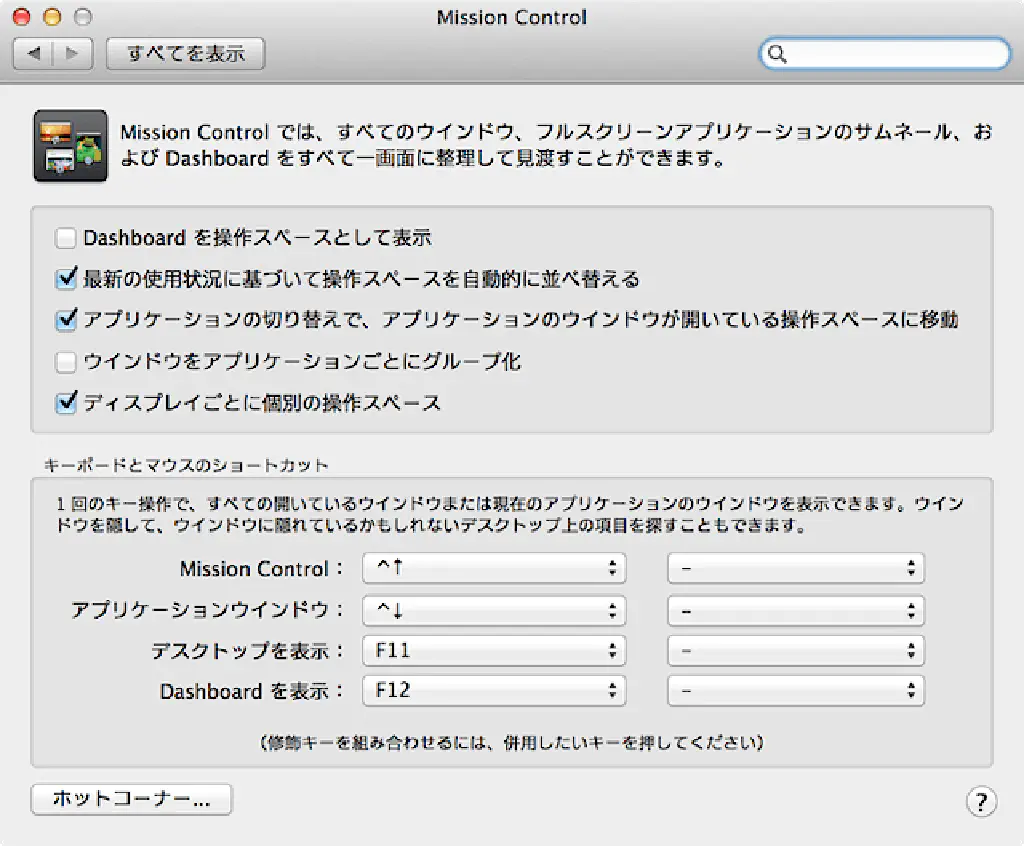 Mission Control
すべてを表示
Mission Control では、すべてのウインドウ、フルスクリーンアプリケーションのサムネール、お
よび Dashboard をすべて一画面に整理して見渡すことができます。
Dashboard を操作スペースとして表示
最新の使用状況に基づいて操作スペースを自動的に並べ替える
アプリケーションの切り替えで、アプリケーションのウインドウが開いている操作スペースに移動
ウインドウをアプリケーションごとにグループ化
ディスプレイごとに個別の操作スペース
キーボードとマウスのショートカット
1 回のキー操作で、すべての開いているウインドウまたは現在のアプリケーションのウインドウを表示できます。ウイン
ドウを隠して、ウインドウに隠れているかもしれないデスクトップ上の項目を探すこともできます。
Mission Control： ^↑ –
アプリケーションウインドウ： ^↓ –
デスクトップを表示： F11 –
Dashboard を表示： F12 –
（修飾キーを組み合わせるには、併用したいキーを押してください）
ホットコーナー... ?